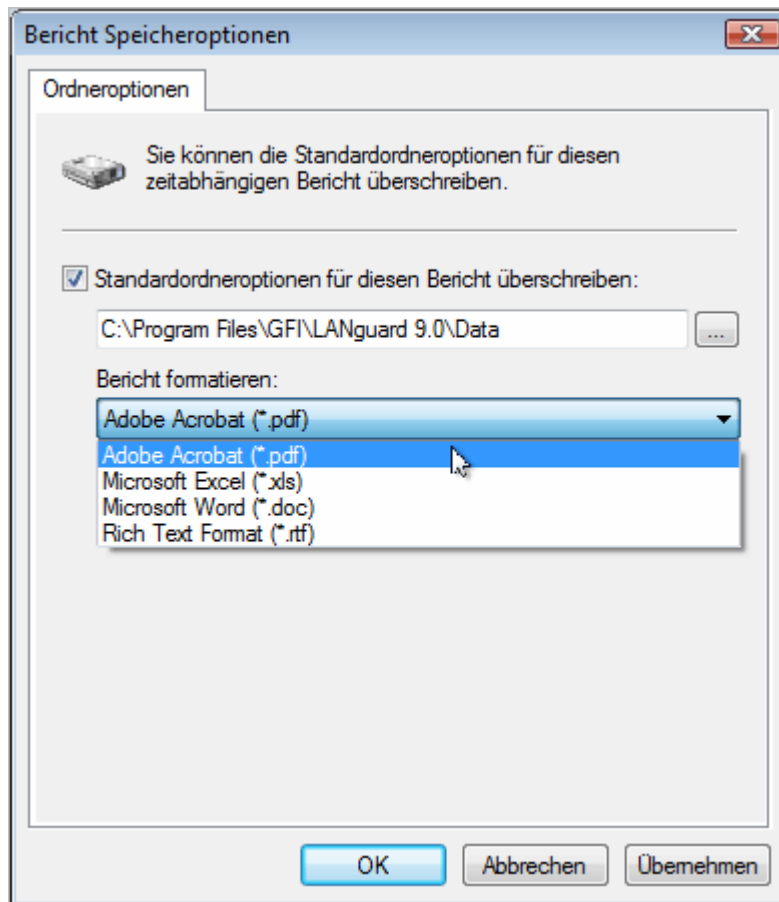 Bericht Speicheroptionen
Ordneroptionen
Sie können die Standardordneroptionen für diesen
zeitabhängigen Bericht überschreiben.
Standardordneroptionen für diesen Bericht überschreiben:
C:\Program Files\GFI\LANguard 9.0\Data
...
Bericht formatieren:
Adobe Acrobat (*.pdf)
Adobe Acrobat (*.pdf)
Microsoft Excel (*.xls)
Microsoft Word (*.doc)
Rich Text Format (*.rtf)
OK
Abbrechen
Übernehmen